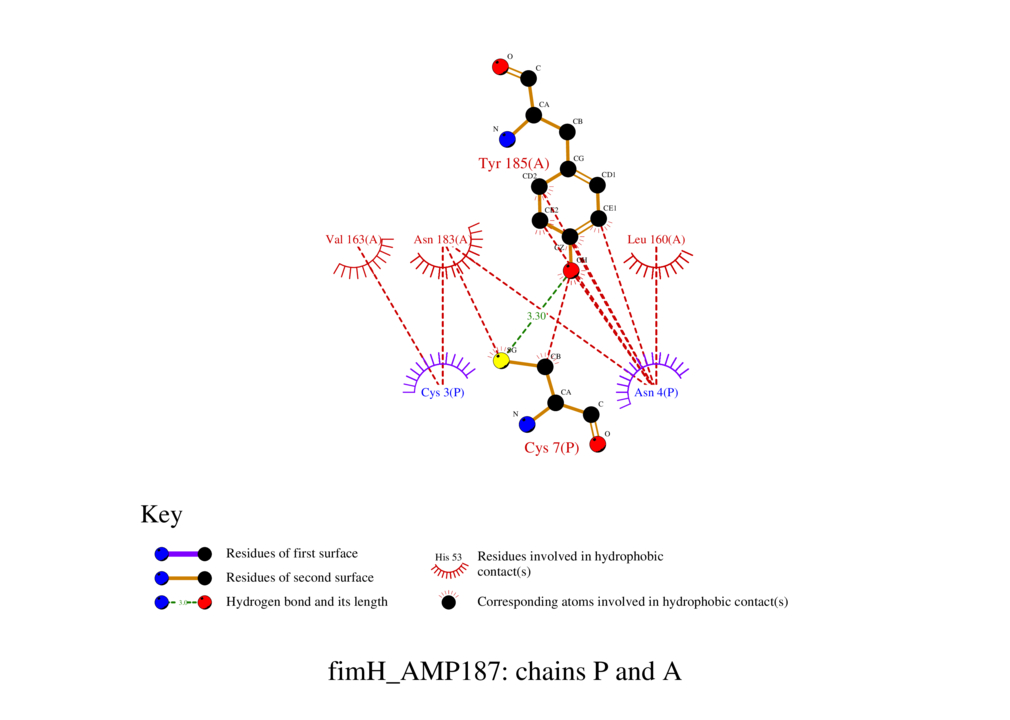 O
C
CA
CB
N
CG
Tyr 185(A)
CD2
CD1
CE2
CE1
Val 163(A)
Asn 183(A)
Leu 160(A)
CZ
OH
3.30
SG
CB
Cys 3(P)
CA
Asn 4(P)
C
N
O
Cys 7(P)
Key
Residues of first surface
Residues of second surface
3.0
Hydrogen bond and its length
His 53
Residues involved in hydrophobic
contact(s)
Corresponding atoms involved in hydrophobic contact(s)
fimH_AMP187: chains P and A